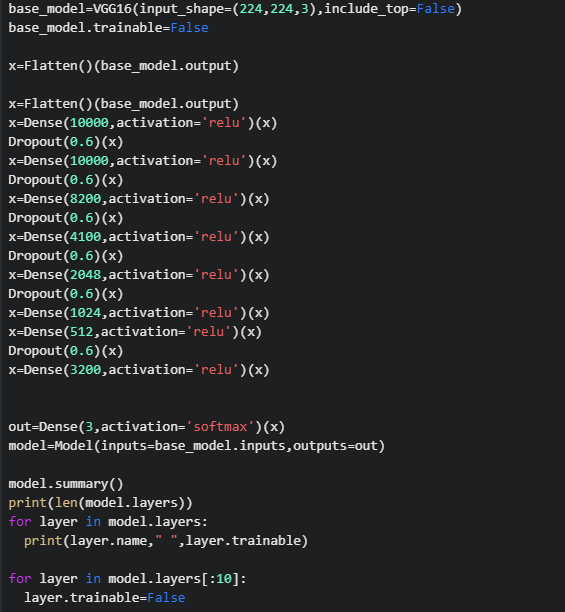 base_model=VGG16(input_shape=(224,224,3),include_top=False)
base_model.trainable=False
x=Flatten()(base_model.output)
x=Flatten()(base_model.output)
x=Dense(10000,activation='relu')(x)
Dropout(0.6)(x)
x=Dense(10000,activation='relu')(x)
Dropout(0.6)(x)
x=Dense(8200,activation='relu')(x)
Dropout(0.6)(x)
x=Dense(4100,activation='relu')(x)
Dropout(0.6)(x)
x=Dense(2048,activation='relu')(x)
Dropout(0.6)(x)
x=Dense(1024,activation='relu')(x)
x=Dense(512,activation='relu')(x)
Dropout(0.6)(x)
x=Dense(3200,activation='relu')(x)
out=Dense(3,activation='softmax')(x)
model=Model(inputs=base_model.inputs,outputs=out)
model.summary()
print(len(model.layers))
for layer in model.layers:
  print(layer.name," ",layer.trainable)
for layer in model.layers[:10]:
  layer.trainable=False